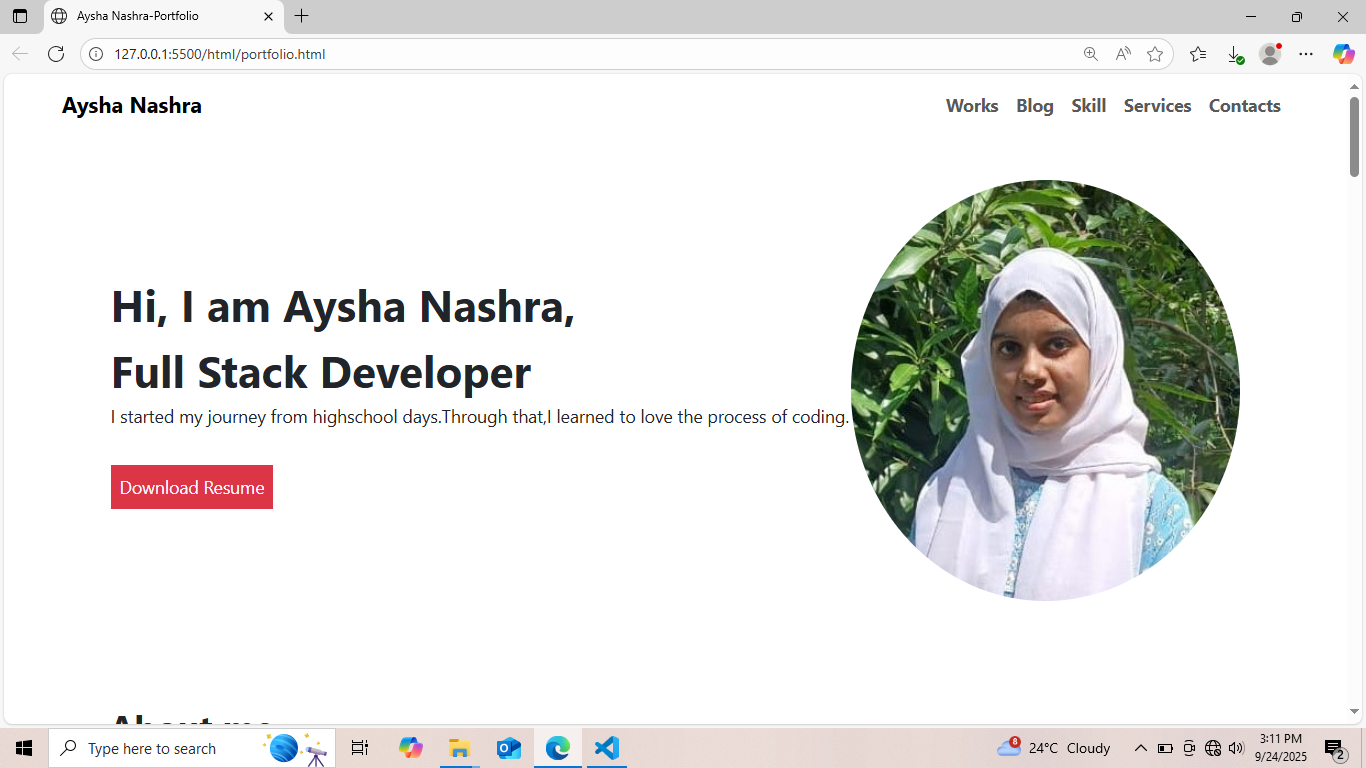 Aysha Nashra-Portfolio
127.0.0.1:5500/html/portfolio.html
Aysha Nashra
Works Blog Skill Services Contacts
Hi, I am Aysha Nashra,
Full Stack Developer
I started my journey from highschool days.Through that,I learned to love the process of coding.
Download Resume
About me
Type here to search
8
24°C Cloudy
3:11 PM
9/24/2025
2